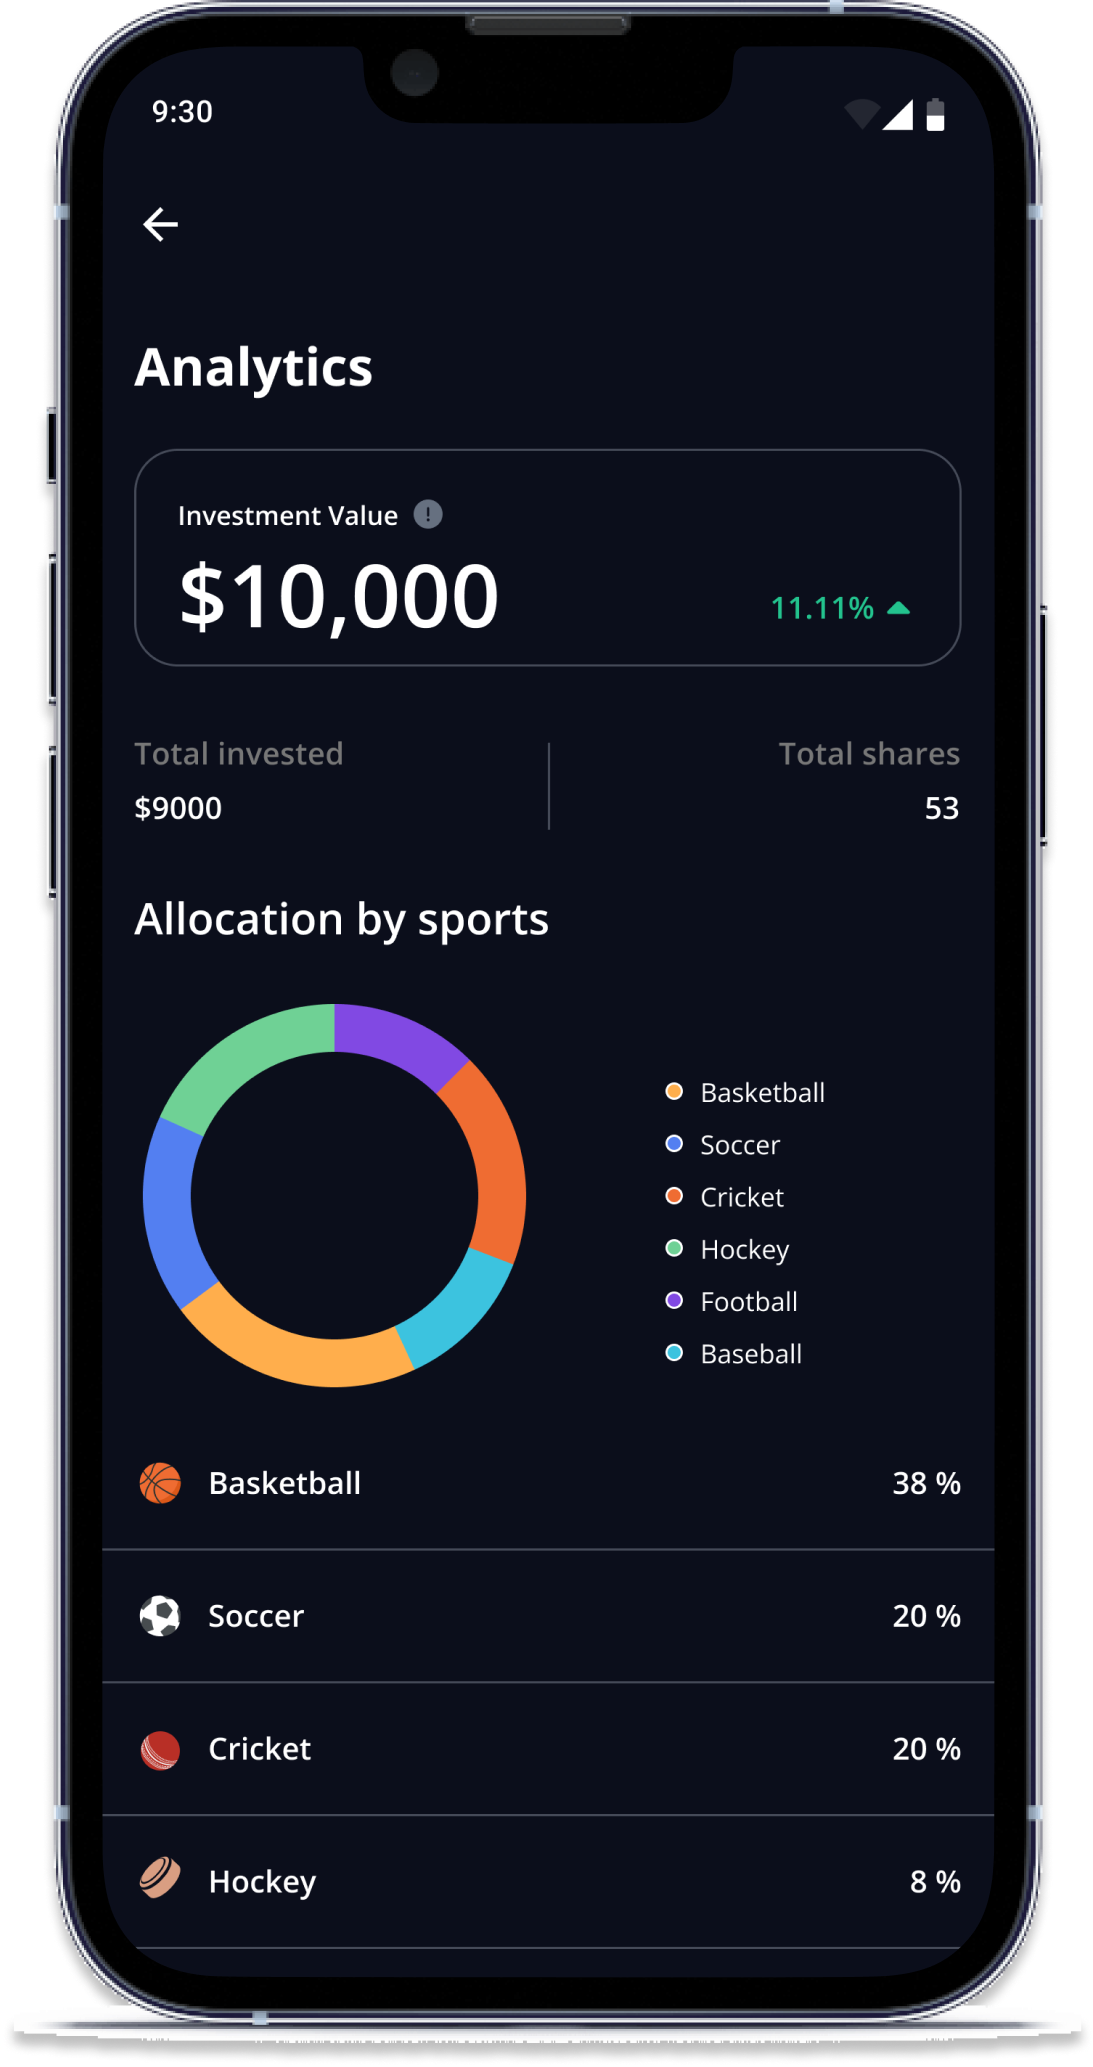 9:30
Analytics
Investment Value
$10,000
11.11%
Total invested
Total shares
$9000
53
Allocation by sports
Basketball
Soccer
Cricket
Hockey
Football
Baseball
Basketball 38 %
Soccer 20 %
Cricket 20 %
Hockey 8 %